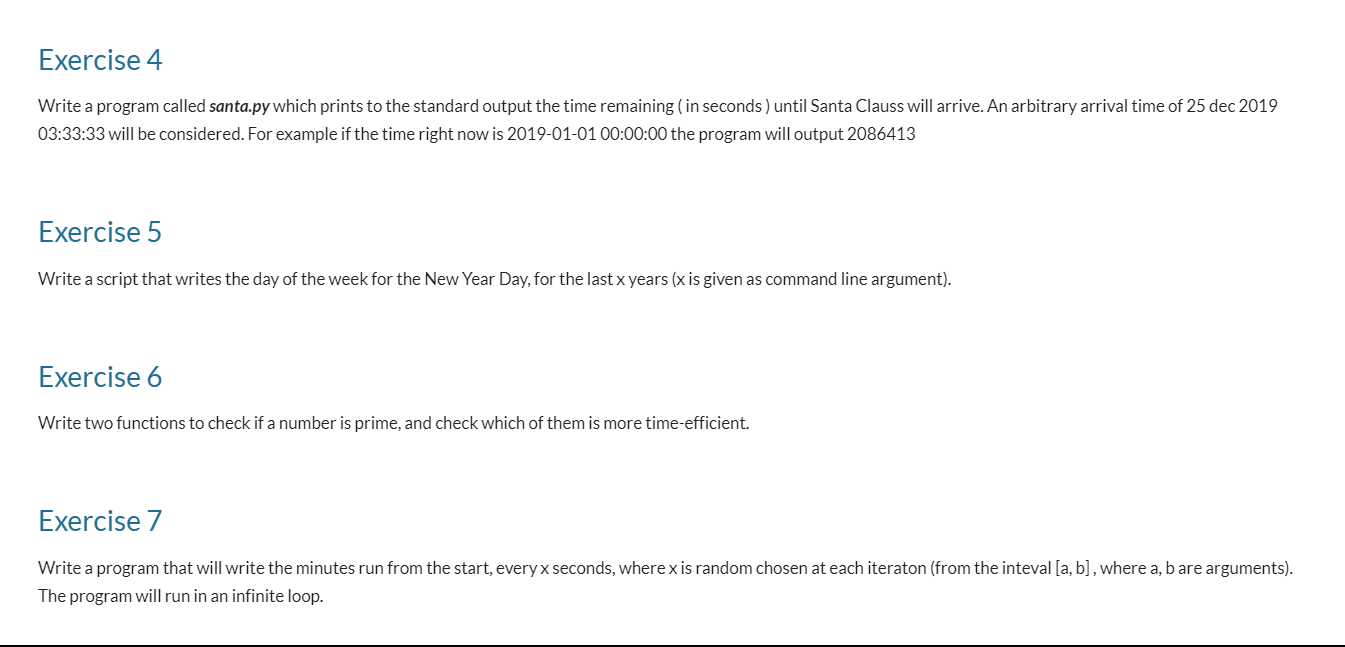 Exercise 4
Write a program called santa.py which prints to the standard output the time remaining ( in seconds ) until Santa Clauss will arrive. An arbitrary arrival time of 25 dec 2019
03:33:33 will be considered. For example if the time right now is 2019-01-01 00:00:00 the program will output 2086413
Exercise 5
Write a script that writes the day of the week for the New Year Day, for the last x years (x is given as command line argument).
Exercise 6
Write two functions to check if a number is prime, and check which of them is more time-efficient.
Exercise 7
Write a program that will write the minutes run from the start, every x seconds, where x is random chosen at each iteraton (from the inteval [a, b] , where a, b are arguments).
The program will run in an infinite loop.